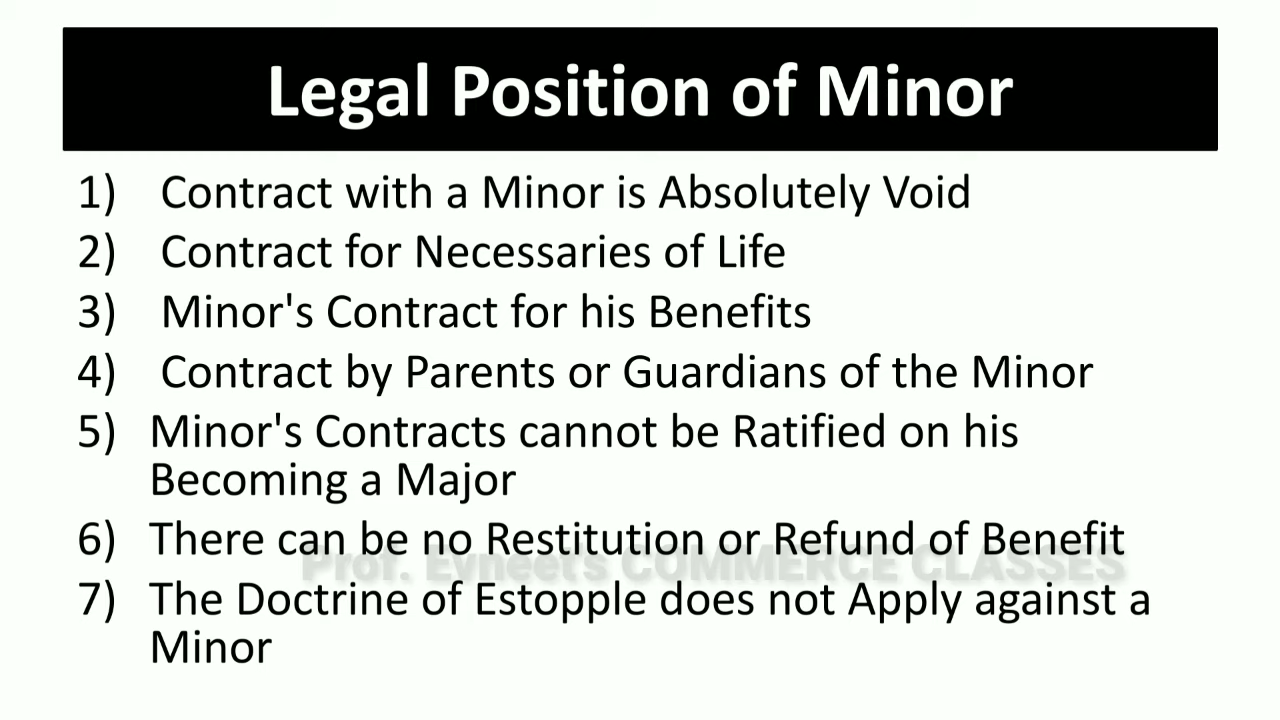 Legal Position of Minor
1) Contract with a Minor is Absolutely Void
2) Contract for Necessaries of Life
3) Minor's Contract for his Benefits
4) Contract by Parents or Guardians of the Minor
5) Minor's Contracts cannot be Ratified on his
Becoming a Major
6) There can be no Restitution or Refund of Benefit
Prof. Evneet's COMMERCE CLASSES
7) The Doctrine of Estopple does not Apply against a
Minor